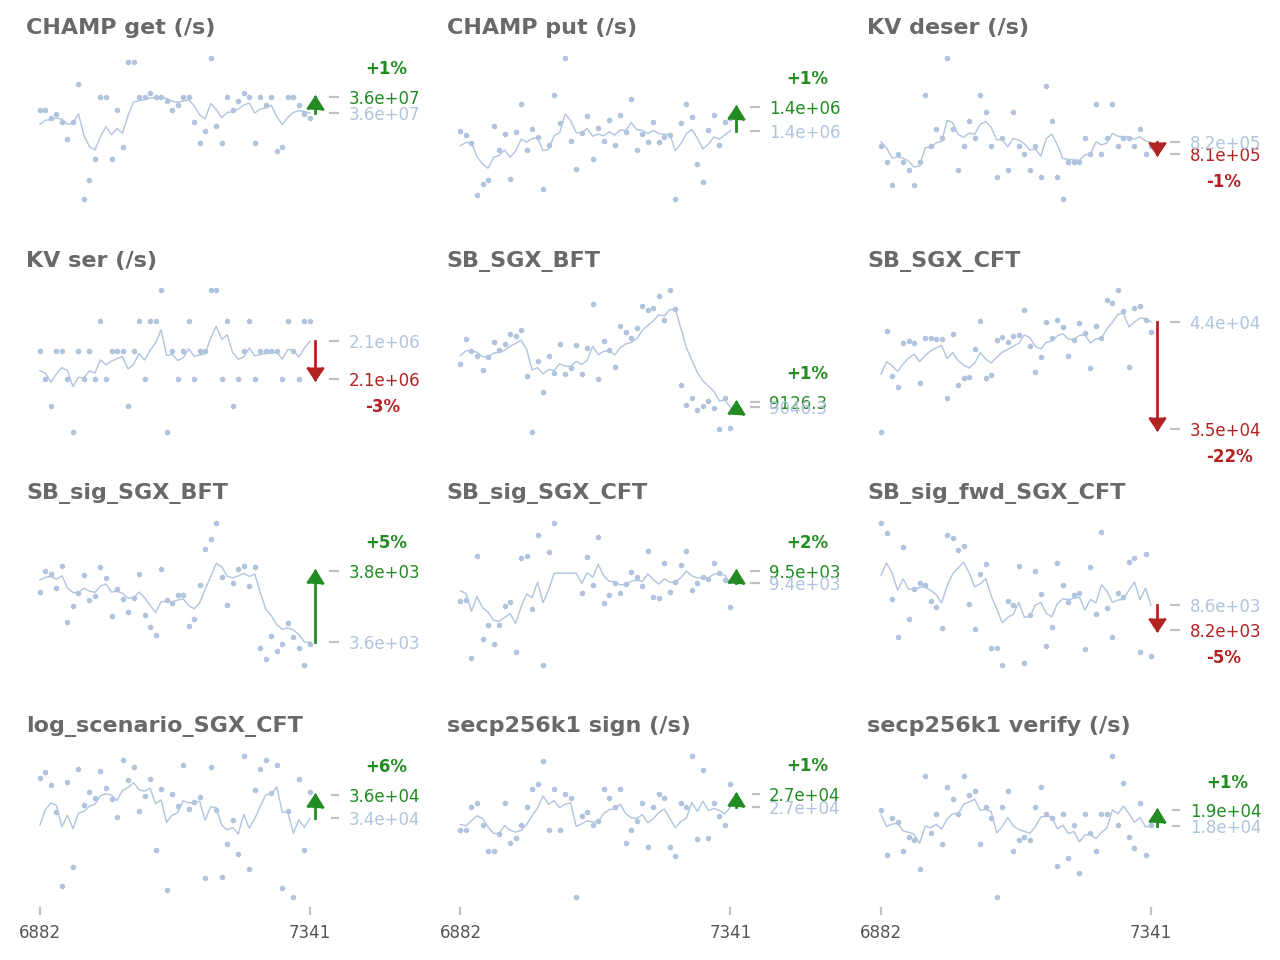 CHAMP get (/s)
+1%
3.6e+07
3.6e+07
CHAMP put (/s)
+1%
1.4e+06
1.4e+06
KV deser (/s)
8.2e+05
8.1e+05
-1%
KV ser (/s)
2.1e+06
2.1e+06
-3%
SB_SGX_BFT
+1%
9126.3
SB_SGX_CFT
4.4e+04
3.5e+04
-22%
SB_sig_SGX_BFT
+5%
3.8e+03
3.6e+03
SB_sig_SGX_CFT
+2%
9.5e+03
9.4e+03
SB_sig_fwd_SGX_CFT
8.6e+03
8.2e+03
-5%
log_scenario_SGX_CFT
+6%
3.6e+04
3.4e+04
6882
7341
secp256k1 sign (/s)
+1%
2.7e+04
2.7e+04
6882
7341
secp256k1 verify (/s)
+1%
1.9e+04
1.8e+04
6882
7341